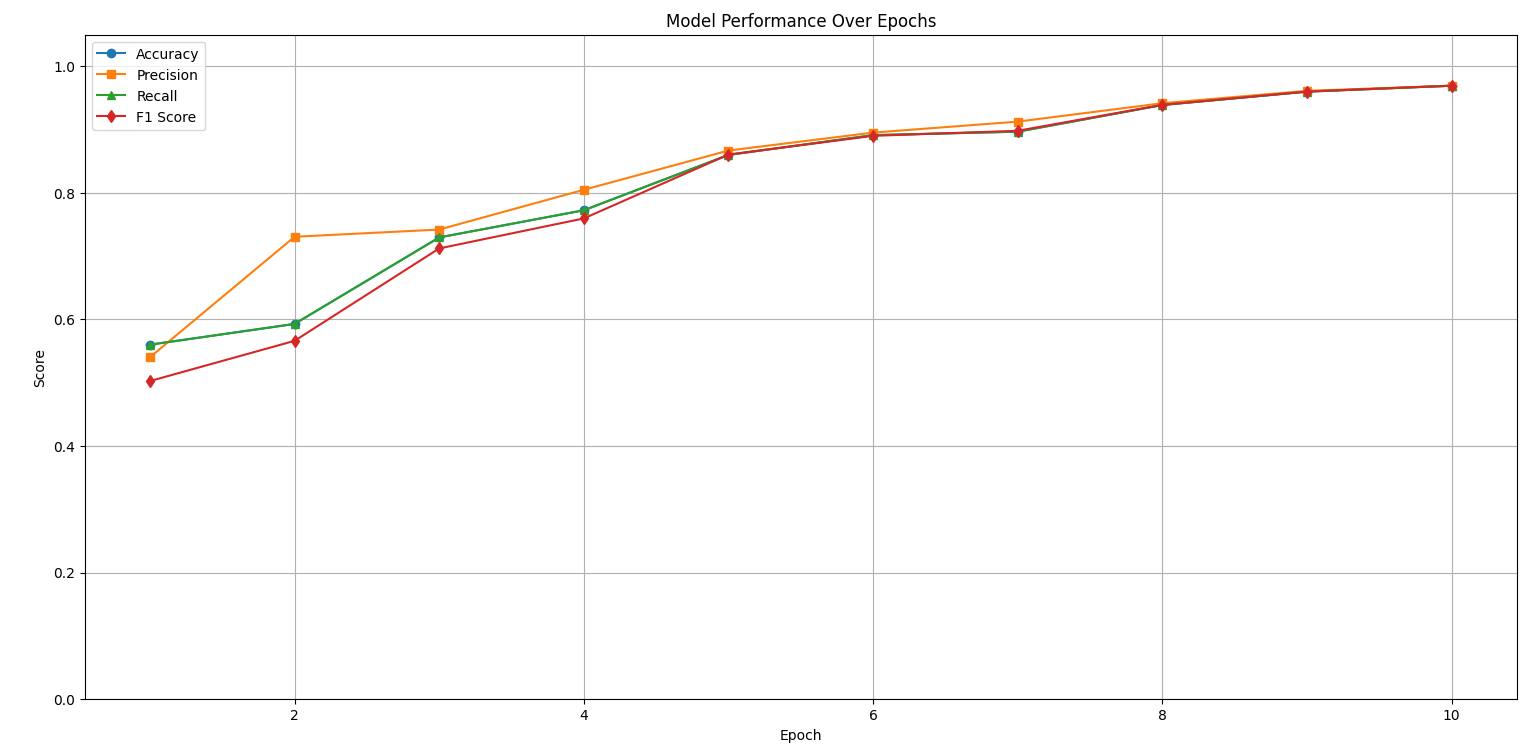 Model Performance Over Epochs
Accuracy
Precision
Recall
F1 Score
Score
1.0
0.8
0.6
0.4
0.2
0.0
2 4 6 8 10
Epoch